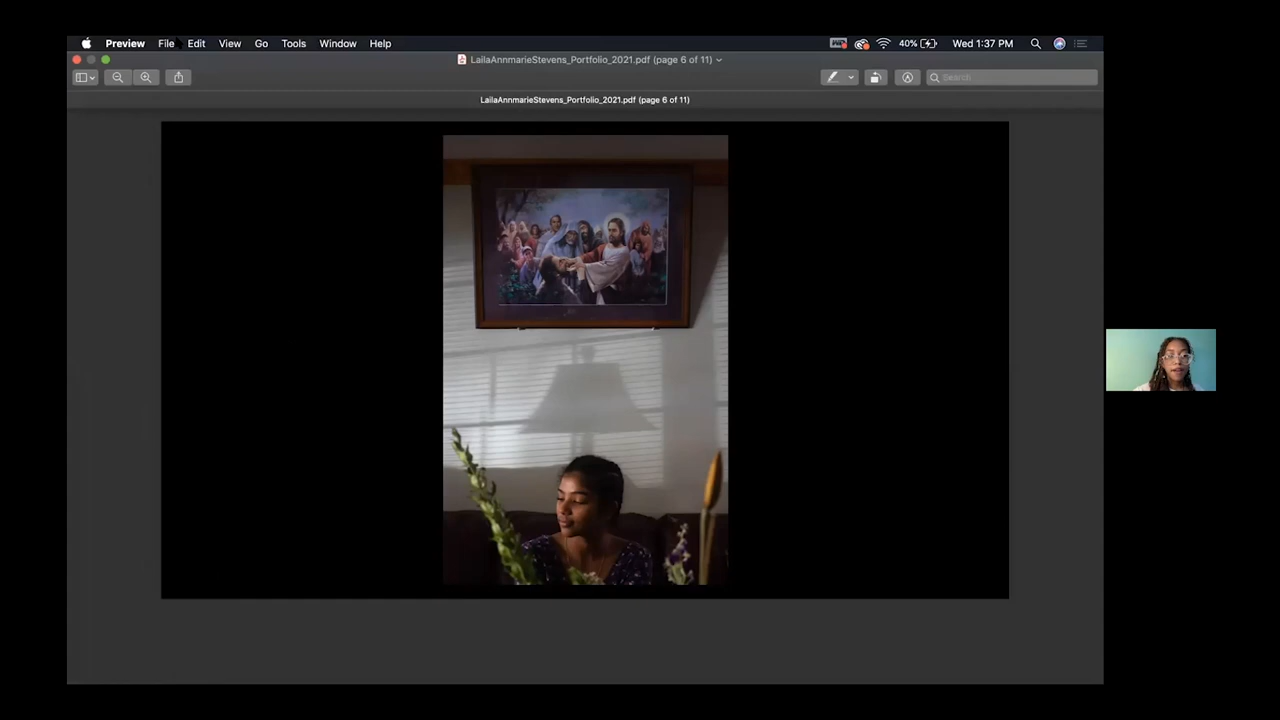 Preview File Edit View Go Tools Window Help 40% Wed 1:37 PM
LailaAnnmarieStevens_Portfolio_2021.pdf (page 6 of 11)
Search
LailaAnnmarieStevens_Portfolio_2021.pdf (page 6 of 11)